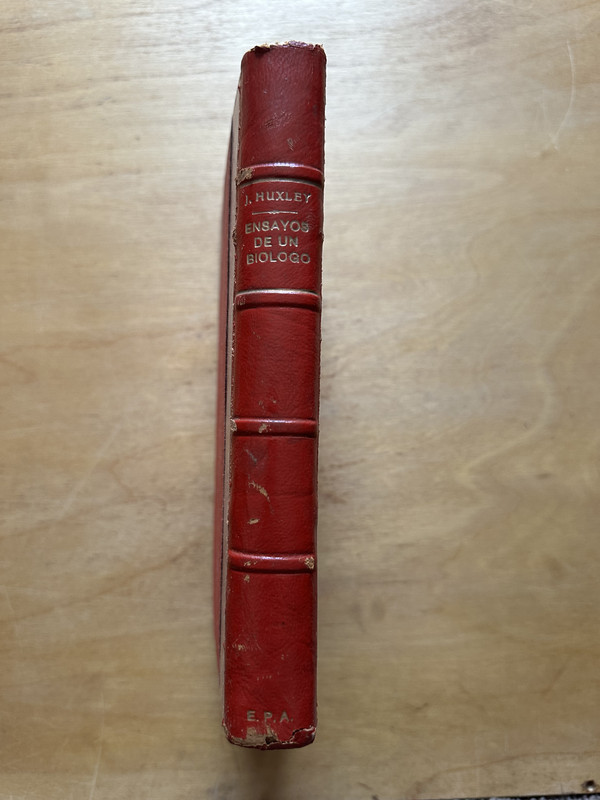 J. HUXLEY
ENSAYOS
DE UN
BIOLOGO
E. P. A.